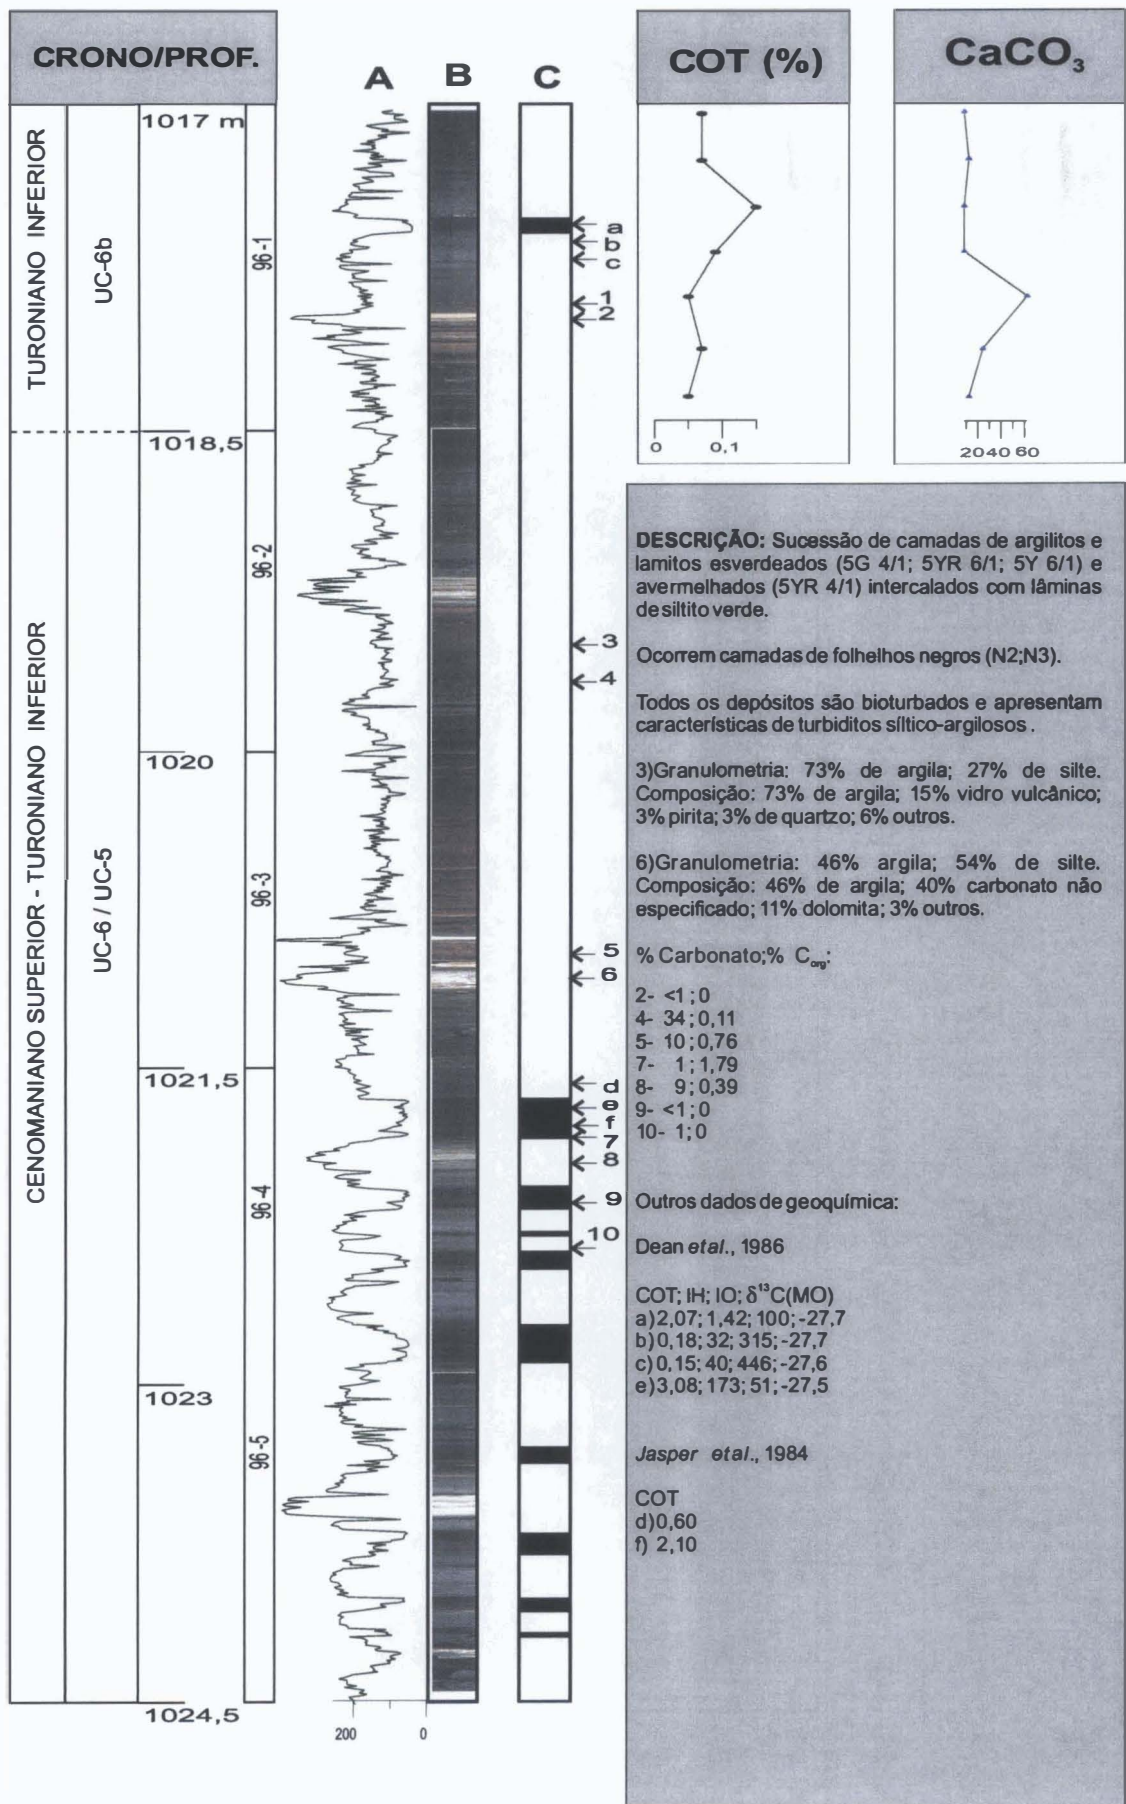 CRONO/PROF.
A
B
C
COT (%)
CaCO₃
TURONIANO INFERIOR
UC-6b
CENOMANIANO SUPERIOR - TURONIANO INFERIOR
UC-6 / UC-5
1017 m
1018,5
1020
1021,5
1023
1024,5
96-1
96-2
96-3
96-4
96-5
200
0
a
b
c
1
2
3
4
5
6
d
e
f
7
8
9
10
0
0,1
20 40 60
DESCRIÇÃO: Sucessão de camadas de argilitos e
lamitos esverdeados (5G 4/1; 5YR 6/1; 5Y 6/1) e
avermelhados (5YR 4/1) intercalados com lâminas
de siltito verde.
Ocorrem camadas de folhelhos negros (N2;N3).
Todos os depósitos são bioturbados e apresentam
características de turbiditos síltico-argilosos .
3)Granulometria: 73% de argila; 27% de silte.
Composição: 73% de argila; 15% vidro vulcânico;
3% pirita; 3% de quartzo; 6% outros.
6)Granulometria: 46% argila; 54% de silte.
Composição: 46% de argila; 40% carbonato não
especificado; 11% dolomita; 3% outros.
% Carbonato;% Corg:
2- <1 ; 0
4- 34 ; 0,11
5- 10 ; 0,76
7- 1 ; 1,79
8- 9 ; 0,39
9- <1 ; 0
10- 1 ; 0
Outros dados de geoquímica:
Dean et al., 1986
COT; IH; IO; δ¹³C(MO)
a) 2,07; 1,42; 100; -27,7
b) 0,18; 32; 315; -27,7
c) 0,15; 40; 446; -27,6
e) 3,08; 173; 51; -27,5
Jasper et al., 1984
COT
d) 0,60
f) 2,10